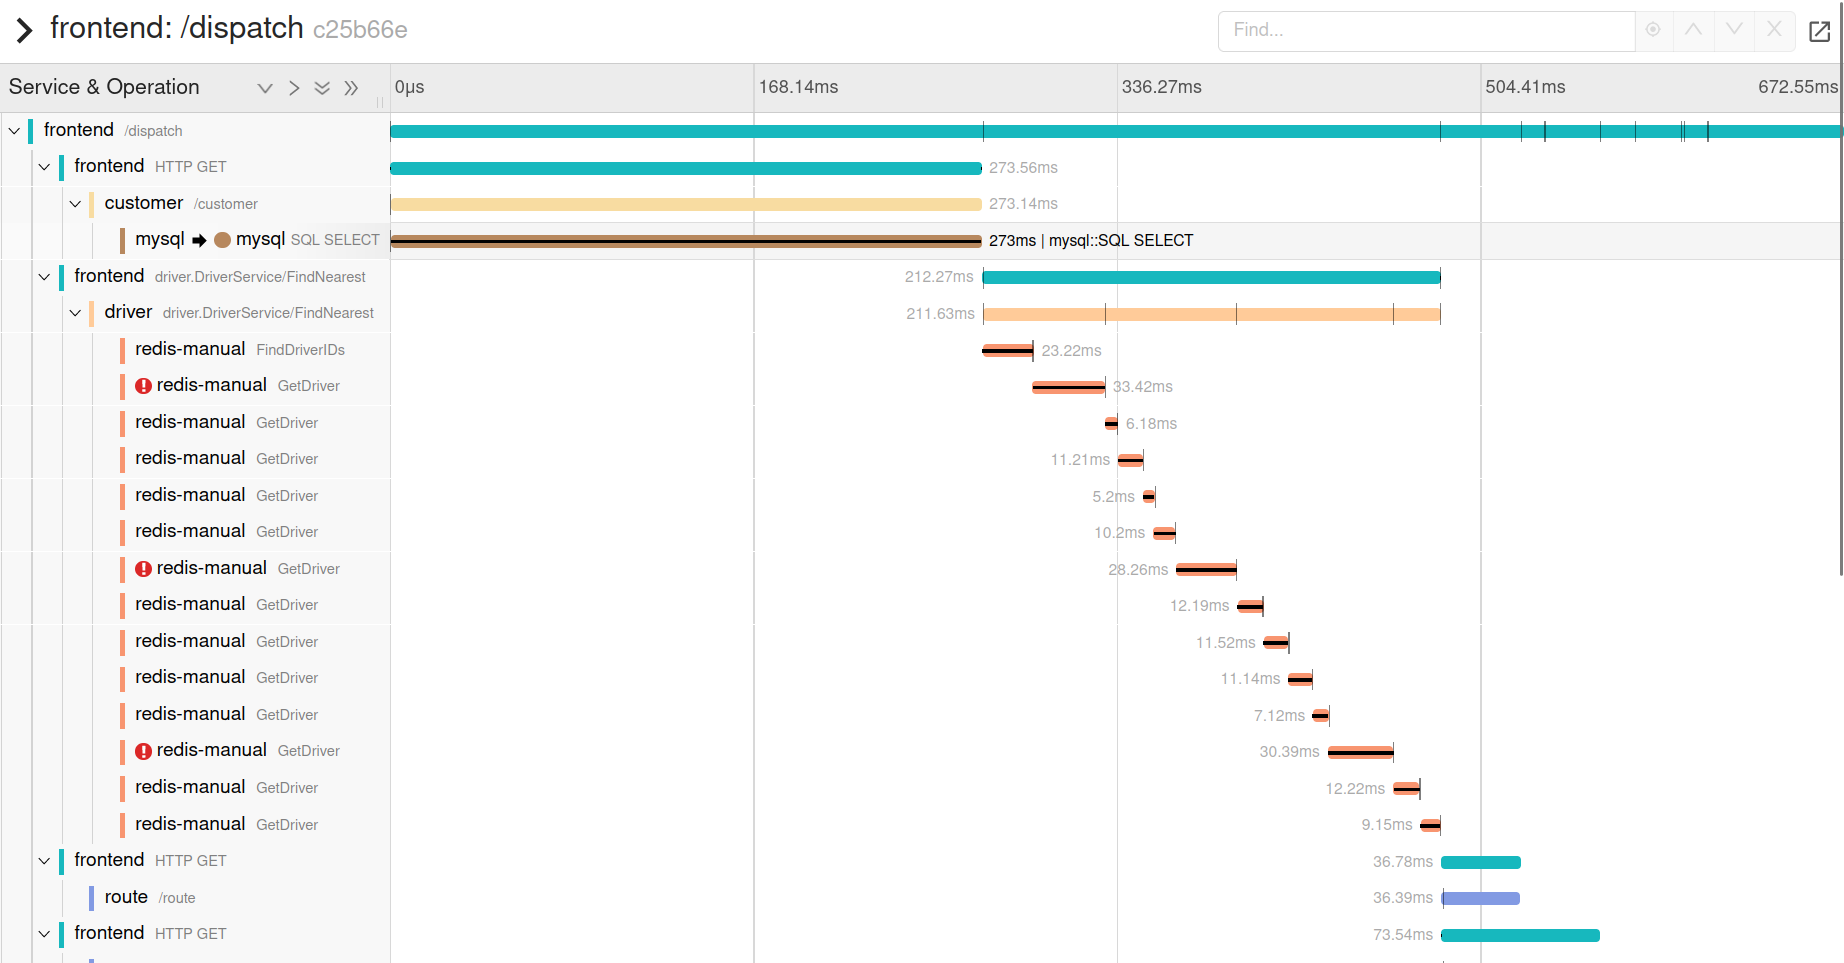 frontend: /dispatch c25b66e Find...
Service & Operation 0μs 168.14ms 336.27ms 504.41ms 672.55ms
frontend /dispatch
frontend HTTP GET 273.56ms
customer /customer 273.14ms
mysql mysql SQL SELECT 273ms | mysql::SQL SELECT
frontend driver.DriverService/FindNearest 212.27ms
driver driver.DriverService/FindNearest 211.63ms
redis-manual FindDriverIDs 23.22ms
redis-manual GetDriver 33.42ms
redis-manual GetDriver 6.18ms
redis-manual GetDriver 11.21ms
redis-manual GetDriver 5.2ms
redis-manual GetDriver 10.2ms
redis-manual GetDriver 28.26ms
redis-manual GetDriver 12.19ms
redis-manual GetDriver 11.52ms
redis-manual GetDriver 11.14ms
redis-manual GetDriver 7.12ms
redis-manual GetDriver 30.39ms
redis-manual GetDriver 12.22ms
redis-manual GetDriver 9.15ms
frontend HTTP GET 36.78ms
route /route 36.39ms
frontend HTTP GET 73.54ms